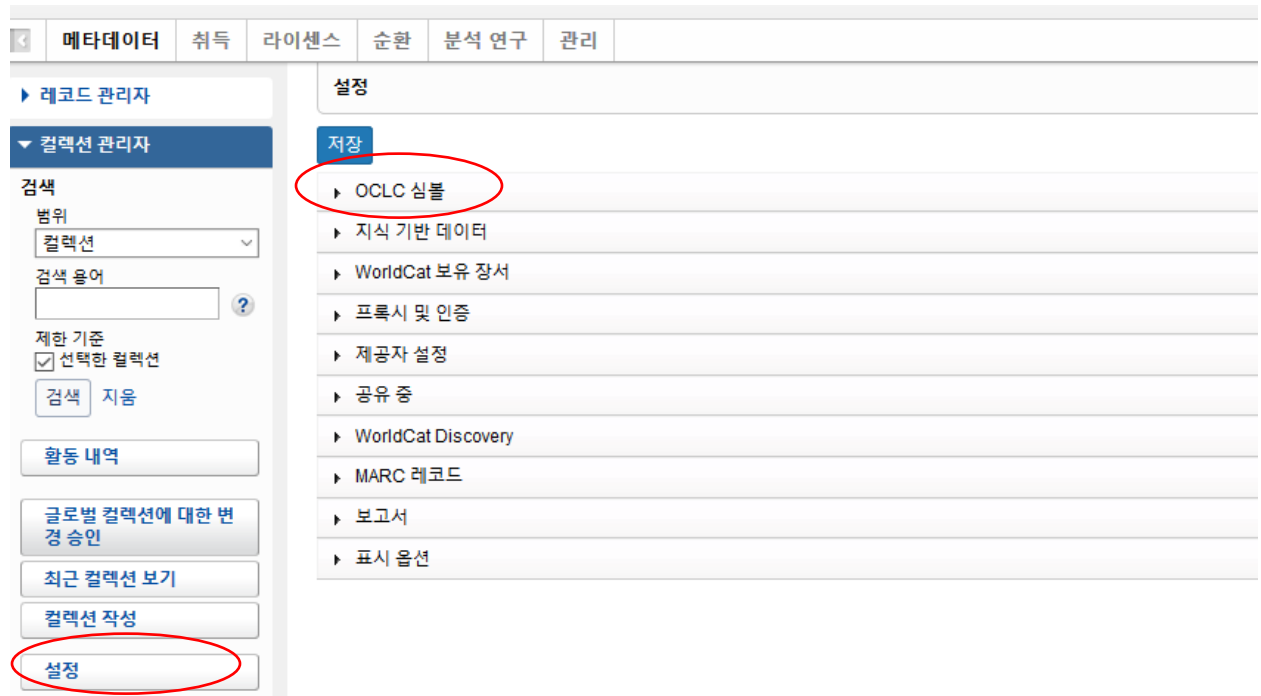 메타데이터 취득 라이센스 순환 분석 연구 관리
레코드 관리자
컬렉션 관리자
검색
범위
컬렉션
검색 용어
?
제한 기준
선택한 컬렉션
검색 지움
활동 내역
글로벌 컬렉션에 대한 변
경 승인
최근 컬렉션 보기
컬렉션 작성
설정
설정
저장
OCLC 심볼
지식 기반 데이터
WorldCat 보유 장서
프록시 및 인증
제공자 설정
공유 중
WorldCat Discovery
MARC 레코드
보고서
표시 옵션